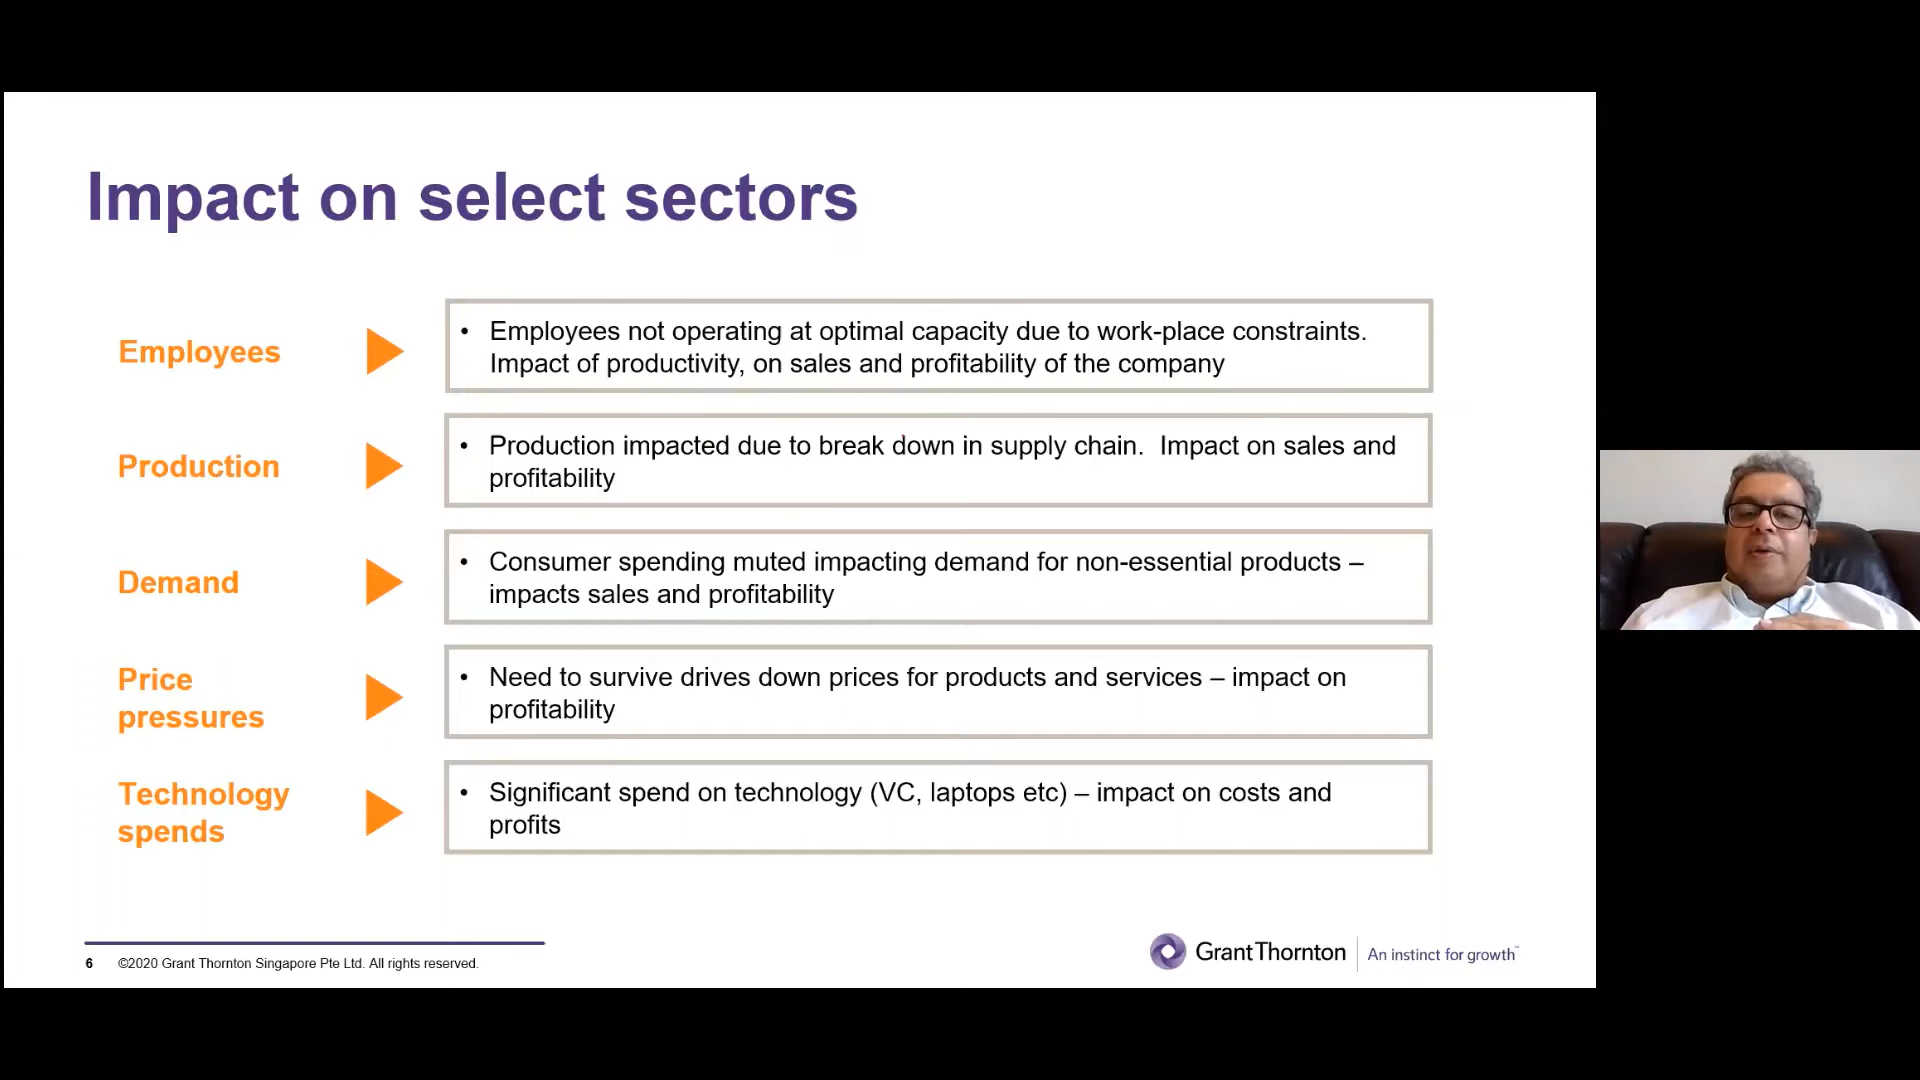 Impact on select sectors
Employees
• Employees not operating at optimal capacity due to work-place constraints.
Impact of productivity, on sales and profitability of the company
Production
• Production impacted due to break down in supply chain.  Impact on sales and
profitability
Demand
• Consumer spending muted impacting demand for non-essential products –
impacts sales and profitability
Price
pressures
• Need to survive drives down prices for products and services – impact on
profitability
Technology
spends
• Significant spend on technology (VC, laptops etc) – impact on costs and
profits
6 ©2020 Grant Thornton Singapore Pte Ltd. All rights reserved.
GrantThornton An instinct for growth™